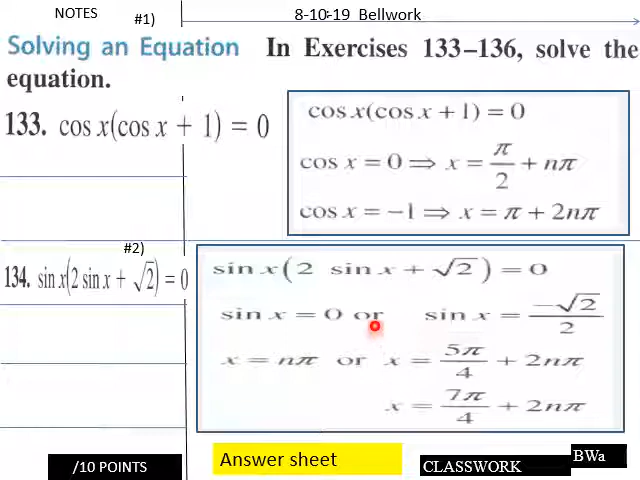 NOTES #1) 8-10-19 Bellwork
Solving an Equation In Exercises 133–136, solve the
equation.
133. cos x(cos x + 1) = 0
cos x(cos x + 1) = 0
cos x = 0 ⇒ x = π/2 + nπ
cos x = −1 ⇒ x = π + 2nπ
#2)
134. sin x(2 sin x + √2) = 0
sin x(2 sin x + √2) = 0
sin x = 0 or sin x = −√2/2
x = nπ or x = 5π/4 + 2nπ
x = 7π/4 + 2nπ
/10 POINTS
Answer sheet
CLASSWORK
BWa